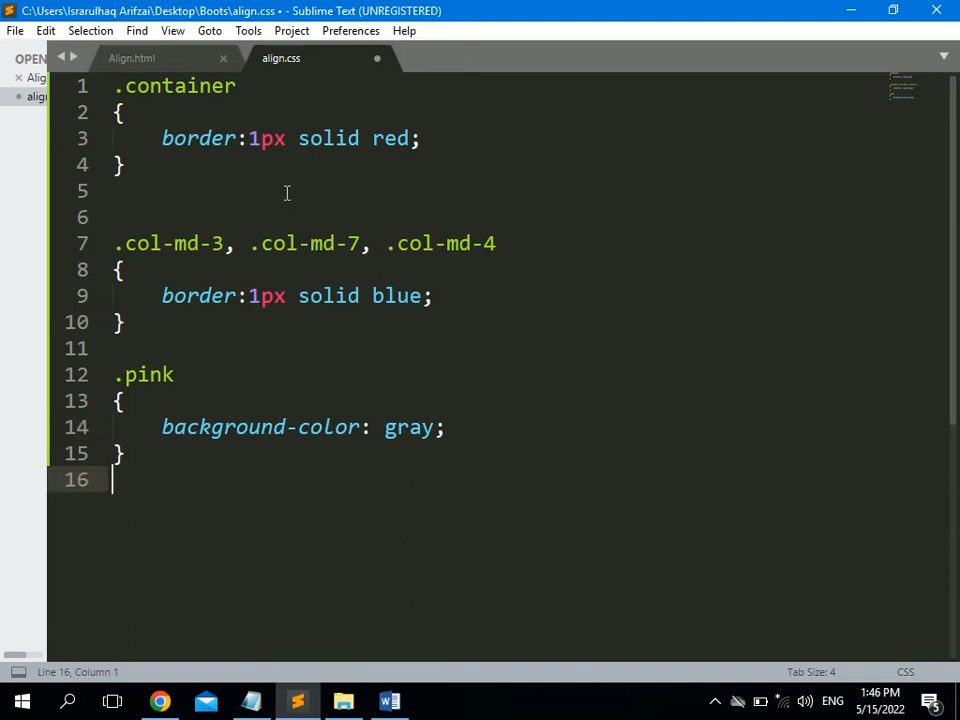 C:\Users\Israrulhaq Arifzai\Desktop\Boots\align.css • - Sublime Text (UNREGISTERED)
File Edit Selection Find View Goto Tools Project Preferences Help
OPEN
Align.html
align.css
Alig
alig
1 .container
2 {
3 border:1px solid red;
4 }
5
6
7 .col-md-3, .col-md-7, .col-md-4
8 {
9 border:1px solid blue;
10 }
11
12 .pink
13 {
14 background-color: gray;
15 }
16
Line 16, Column 1
Tab Size: 4
CSS
ENG
1:46 PM
5/15/2022
5